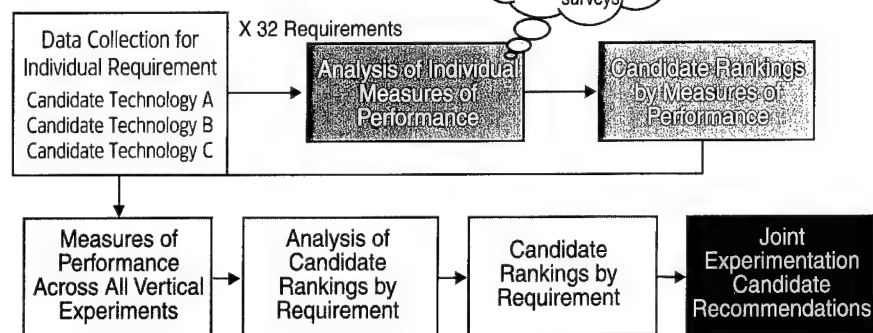 surveys
X 32 Requirements
Data Collection for
Individual Requirement
Candidate Technology A
Candidate Technology B
Candidate Technology C
Analysis of Individual
Measures of
Performance
Candidate Rankings
by Measures of
Performance
Measures of
Performance
Across All Vertical
Experiments
Analysis of
Candidate
Rankings by
Requirement
Candidate
Rankings by
Requirement
Joint
Experimentation
Candidate
Recommendations